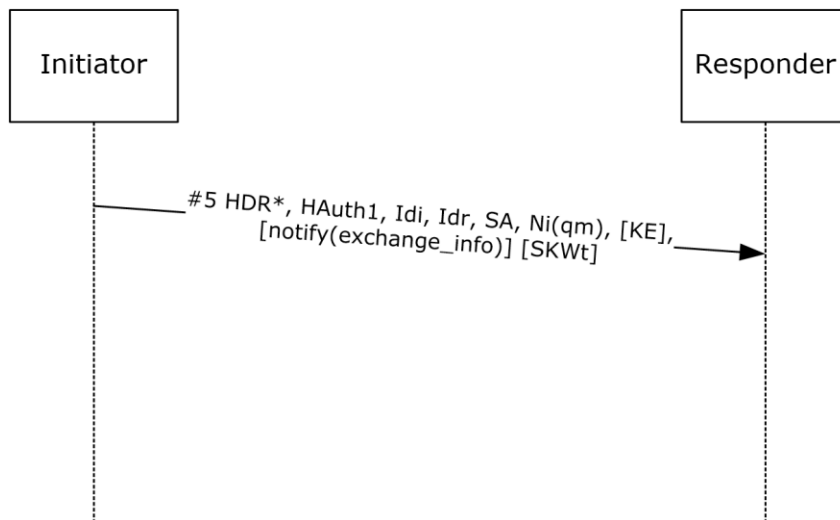 Initiator
Responder
#5 HDR*, HAuth1, Idi, Idr, SA, Ni(qm), [KE],
[notify(exchange_info)] [SKWt]